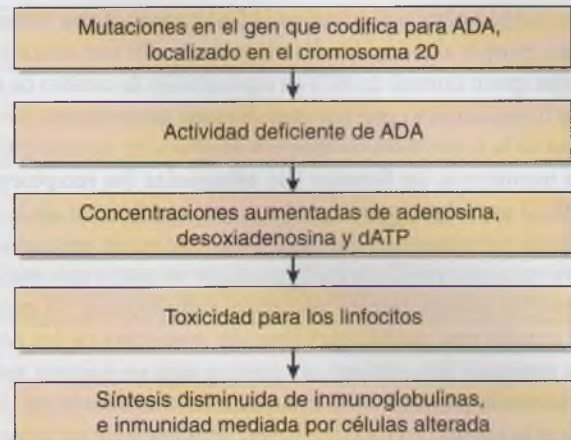 Mutaciones en el gen que codifica para ADA,
localizado en el cromosoma 20
Actividad deficiente de ADA
Concentraciones aumentadas de adenosina,
desoxiadenosina y dATP
Toxicidad para los linfocitos
Síntesis disminuida de inmunoglobulinas,
e inmunidad mediada por células alterada